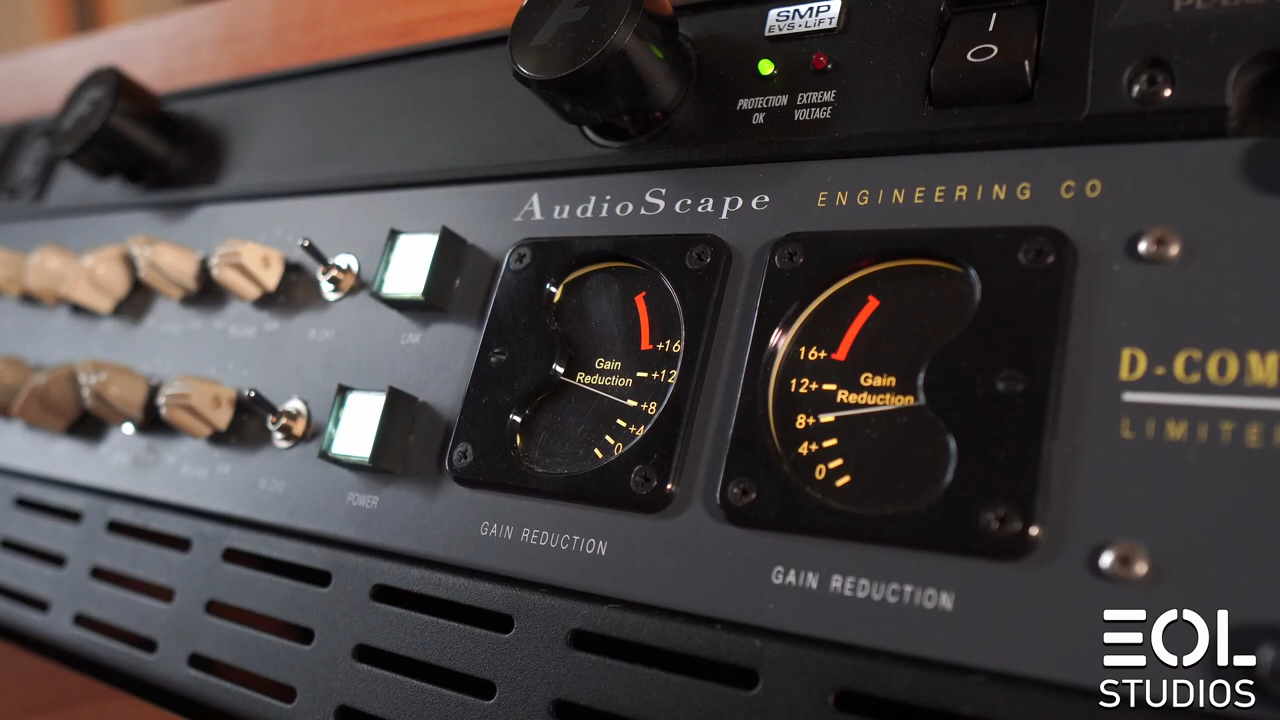 SMP
EVS•LiFT
PROTECTION
OK
EXTREME
VOLTAGE
AudioScape
ENGINEERING CO
LINK
POWER
+16
+12
Gain
Reduction
+8
+4
0
GAIN REDUCTION
16+
12+
Gain
Reduction
8+
4+
0
GAIN REDUCTION
D-COM
LIMITE
EOL
STUDIOS